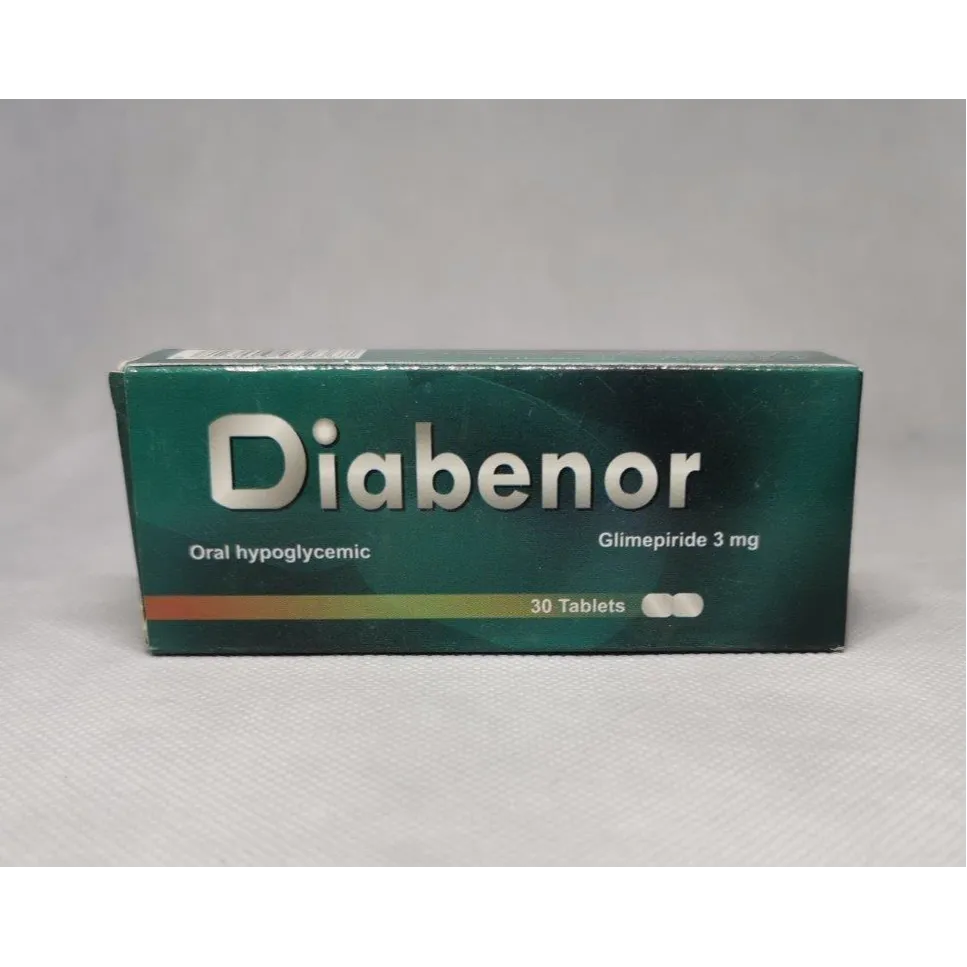 Diabenor
Oral hypoglycemic
Glimepiride 3 mg
30 Tablets